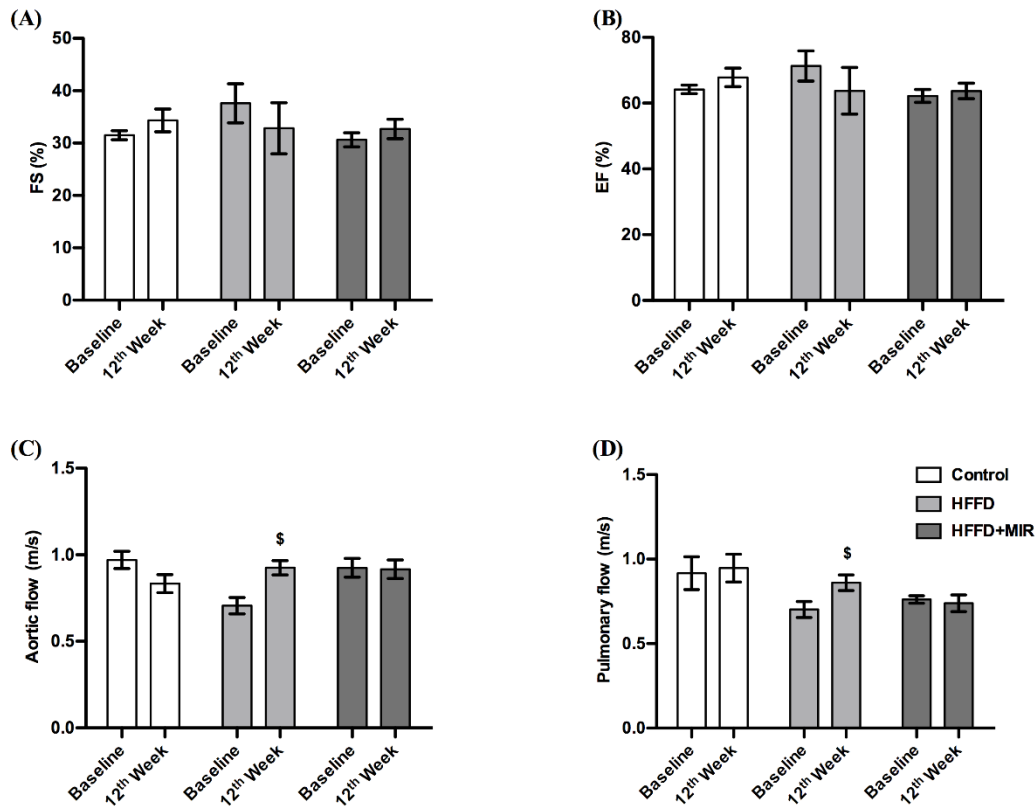 (A)
50
40
30
20
10
0
FS (%)
Baseline
12th Week
Baseline
12th Week
Baseline
12th Week
(B)
80
60
40
20
0
EF (%)
Baseline
12th Week
Baseline
12th Week
Baseline
12th Week
(C)
1.5
1.0
0.5
0.0
Aortic flow (m/s)
$
Baseline
12th Week
Baseline
12th Week
Baseline
12th Week
(D)
1.5
1.0
0.5
0.0
Pulmonary flow (m/s)
$
Control
HFFD
HFFD+MIR
Baseline
12th Week
Baseline
12th Week
Baseline
12th Week